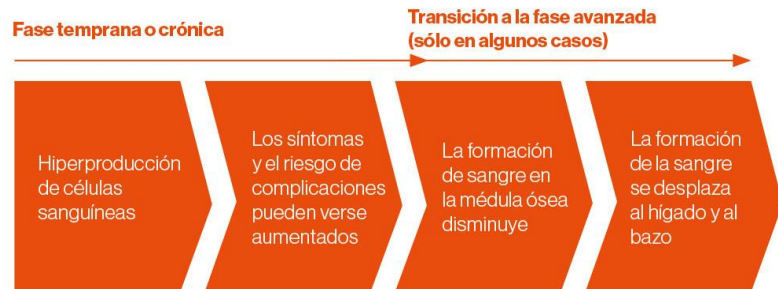 Fase temprana o crónica
Transición a la fase avanzada
(sólo en algunos casos)
Hiperproducción
de células
sanguíneas
Los síntomas
y el riesgo de
complicaciones
pueden verse
aumentados
La formación
de sangre en
la médula ósea
disminuye
La formación
de la sangre
se desplaza
al hígado y al
bazo